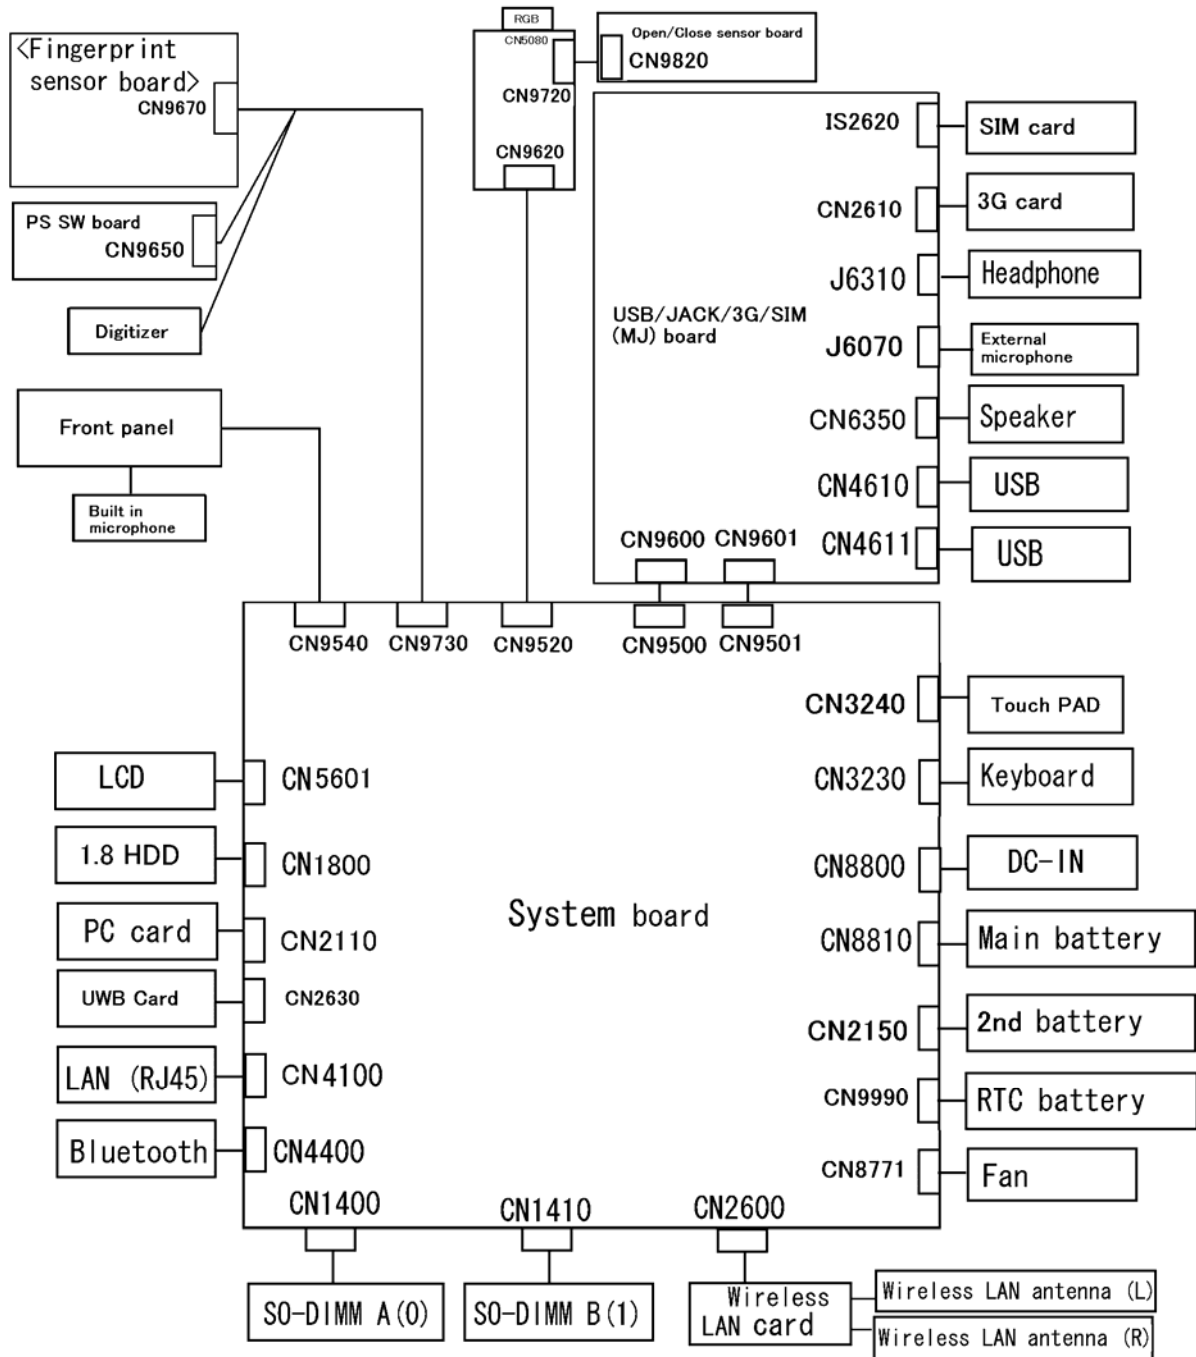 RGB
CN5080
Open/Close sensor board
CN9820
CN9720
CN9620
<Fingerprint
sensor board>
CN9670
PS SW board
CN9650
Digitizer
Front panel
Built in
microphone
USB/JACK/3G/SIM
(MJ) board
IS2620
SIM card
CN2610
3G card
J6310
Headphone
J6070
External
microphone
CN6350
Speaker
CN4610
USB
CN4611
USB
CN9600
CN9601
CN9540
CN9730
CN9520
CN9500
CN9501
System board
LCD
CN5601
1.8 HDD
CN1800
PC card
CN2110
UWB Card
CN2630
LAN (RJ45)
CN4100
Bluetooth
CN4400
CN3240
Touch PAD
CN3230
Keyboard
CN8800
DC-IN
CN8810
Main battery
CN2150
2nd battery
CN9990
RTC battery
CN8771
Fan
CN1400
CN1410
CN2600
SO-DIMM A(0)
SO-DIMM B(1)
Wireless
LAN card
Wireless LAN antenna (L)
Wireless LAN antenna (R)